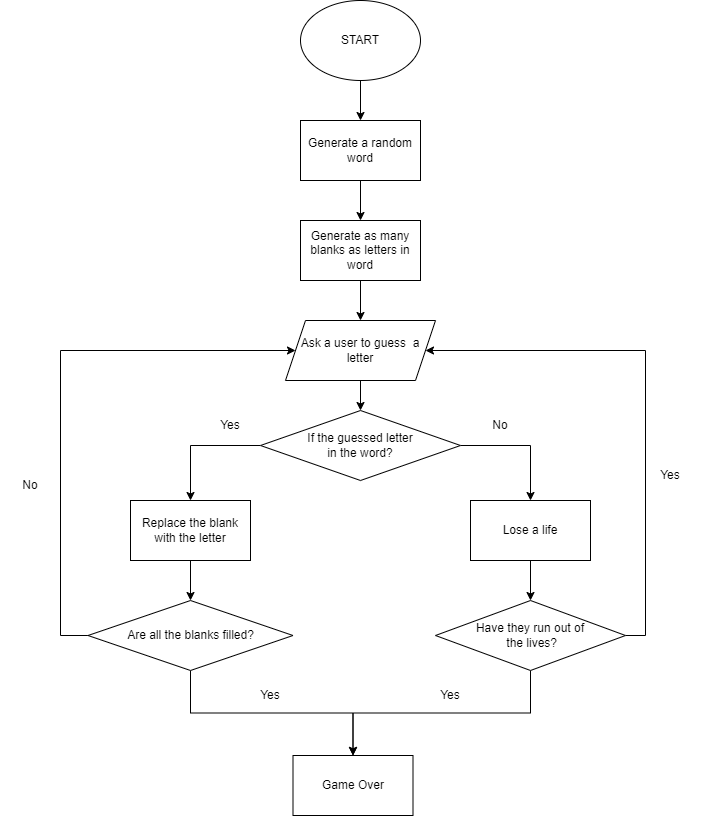 START
Generate a random
word
Generate as many
blanks as letters in
word
Ask a user to guess a
letter
If the guessed letter
in the word?
Yes
No
No
Yes
Replace the blank
with the letter
Lose a life
Are all the blanks filled?
Have they run out of
the lives?
Yes
Yes
Game Over